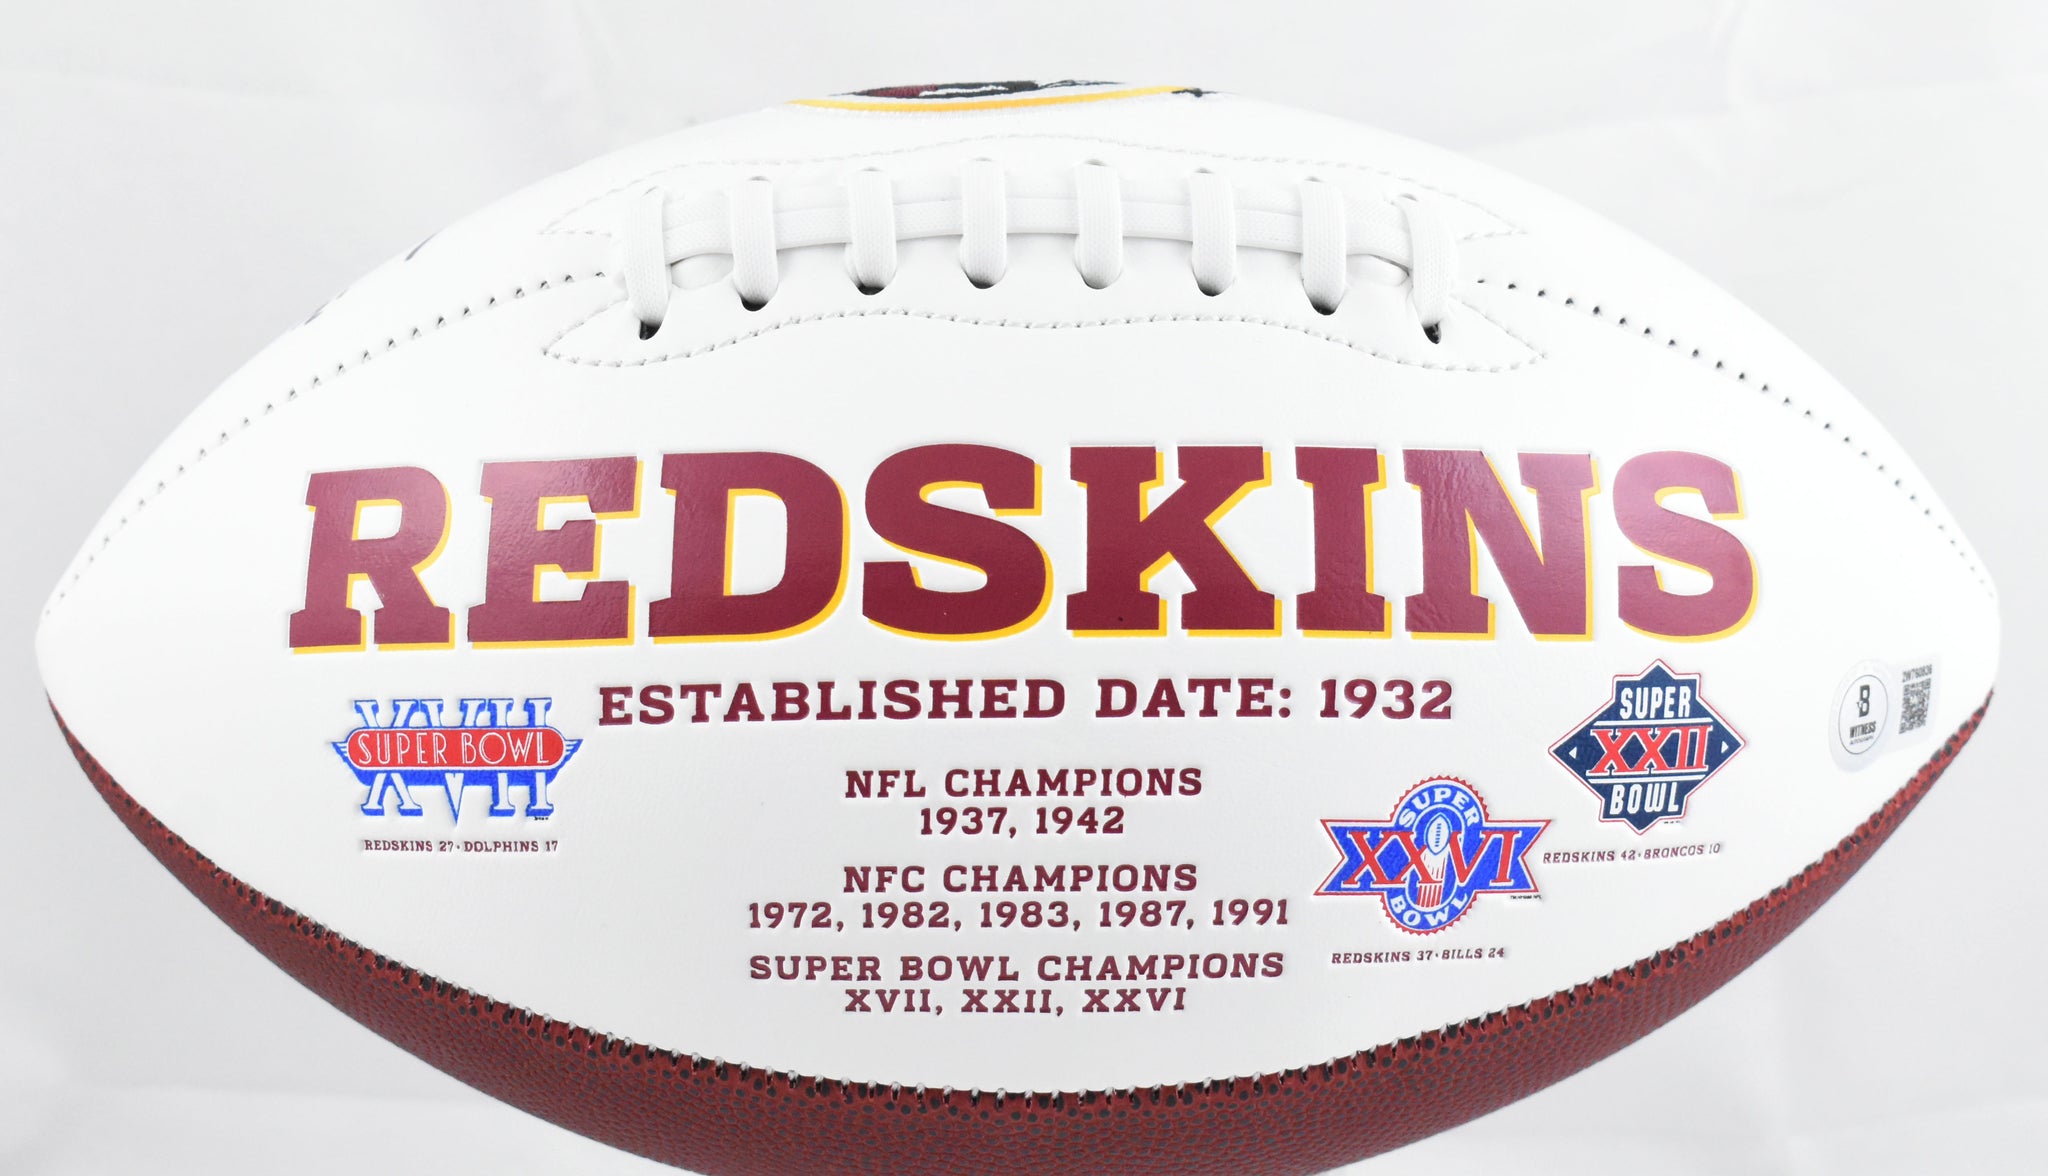 REDSKINS
ESTABLISHED DATE: 1932
XVII
SUPER BOWL
REDSKINS 27·DOLPHINS 17
NFL CHAMPIONS
1937, 1942
NFC CHAMPIONS
1972, 1982, 1983, 1987, 1991
SUPER BOWL CHAMPIONS
XVII, XXII, XXVI
SUPER
XXVI
BOWL
REDSKINS 37·BILLS 24
SUPER
XXII
BOWL
REDSKINS 42·BRONCOS 10
B
WITNESS